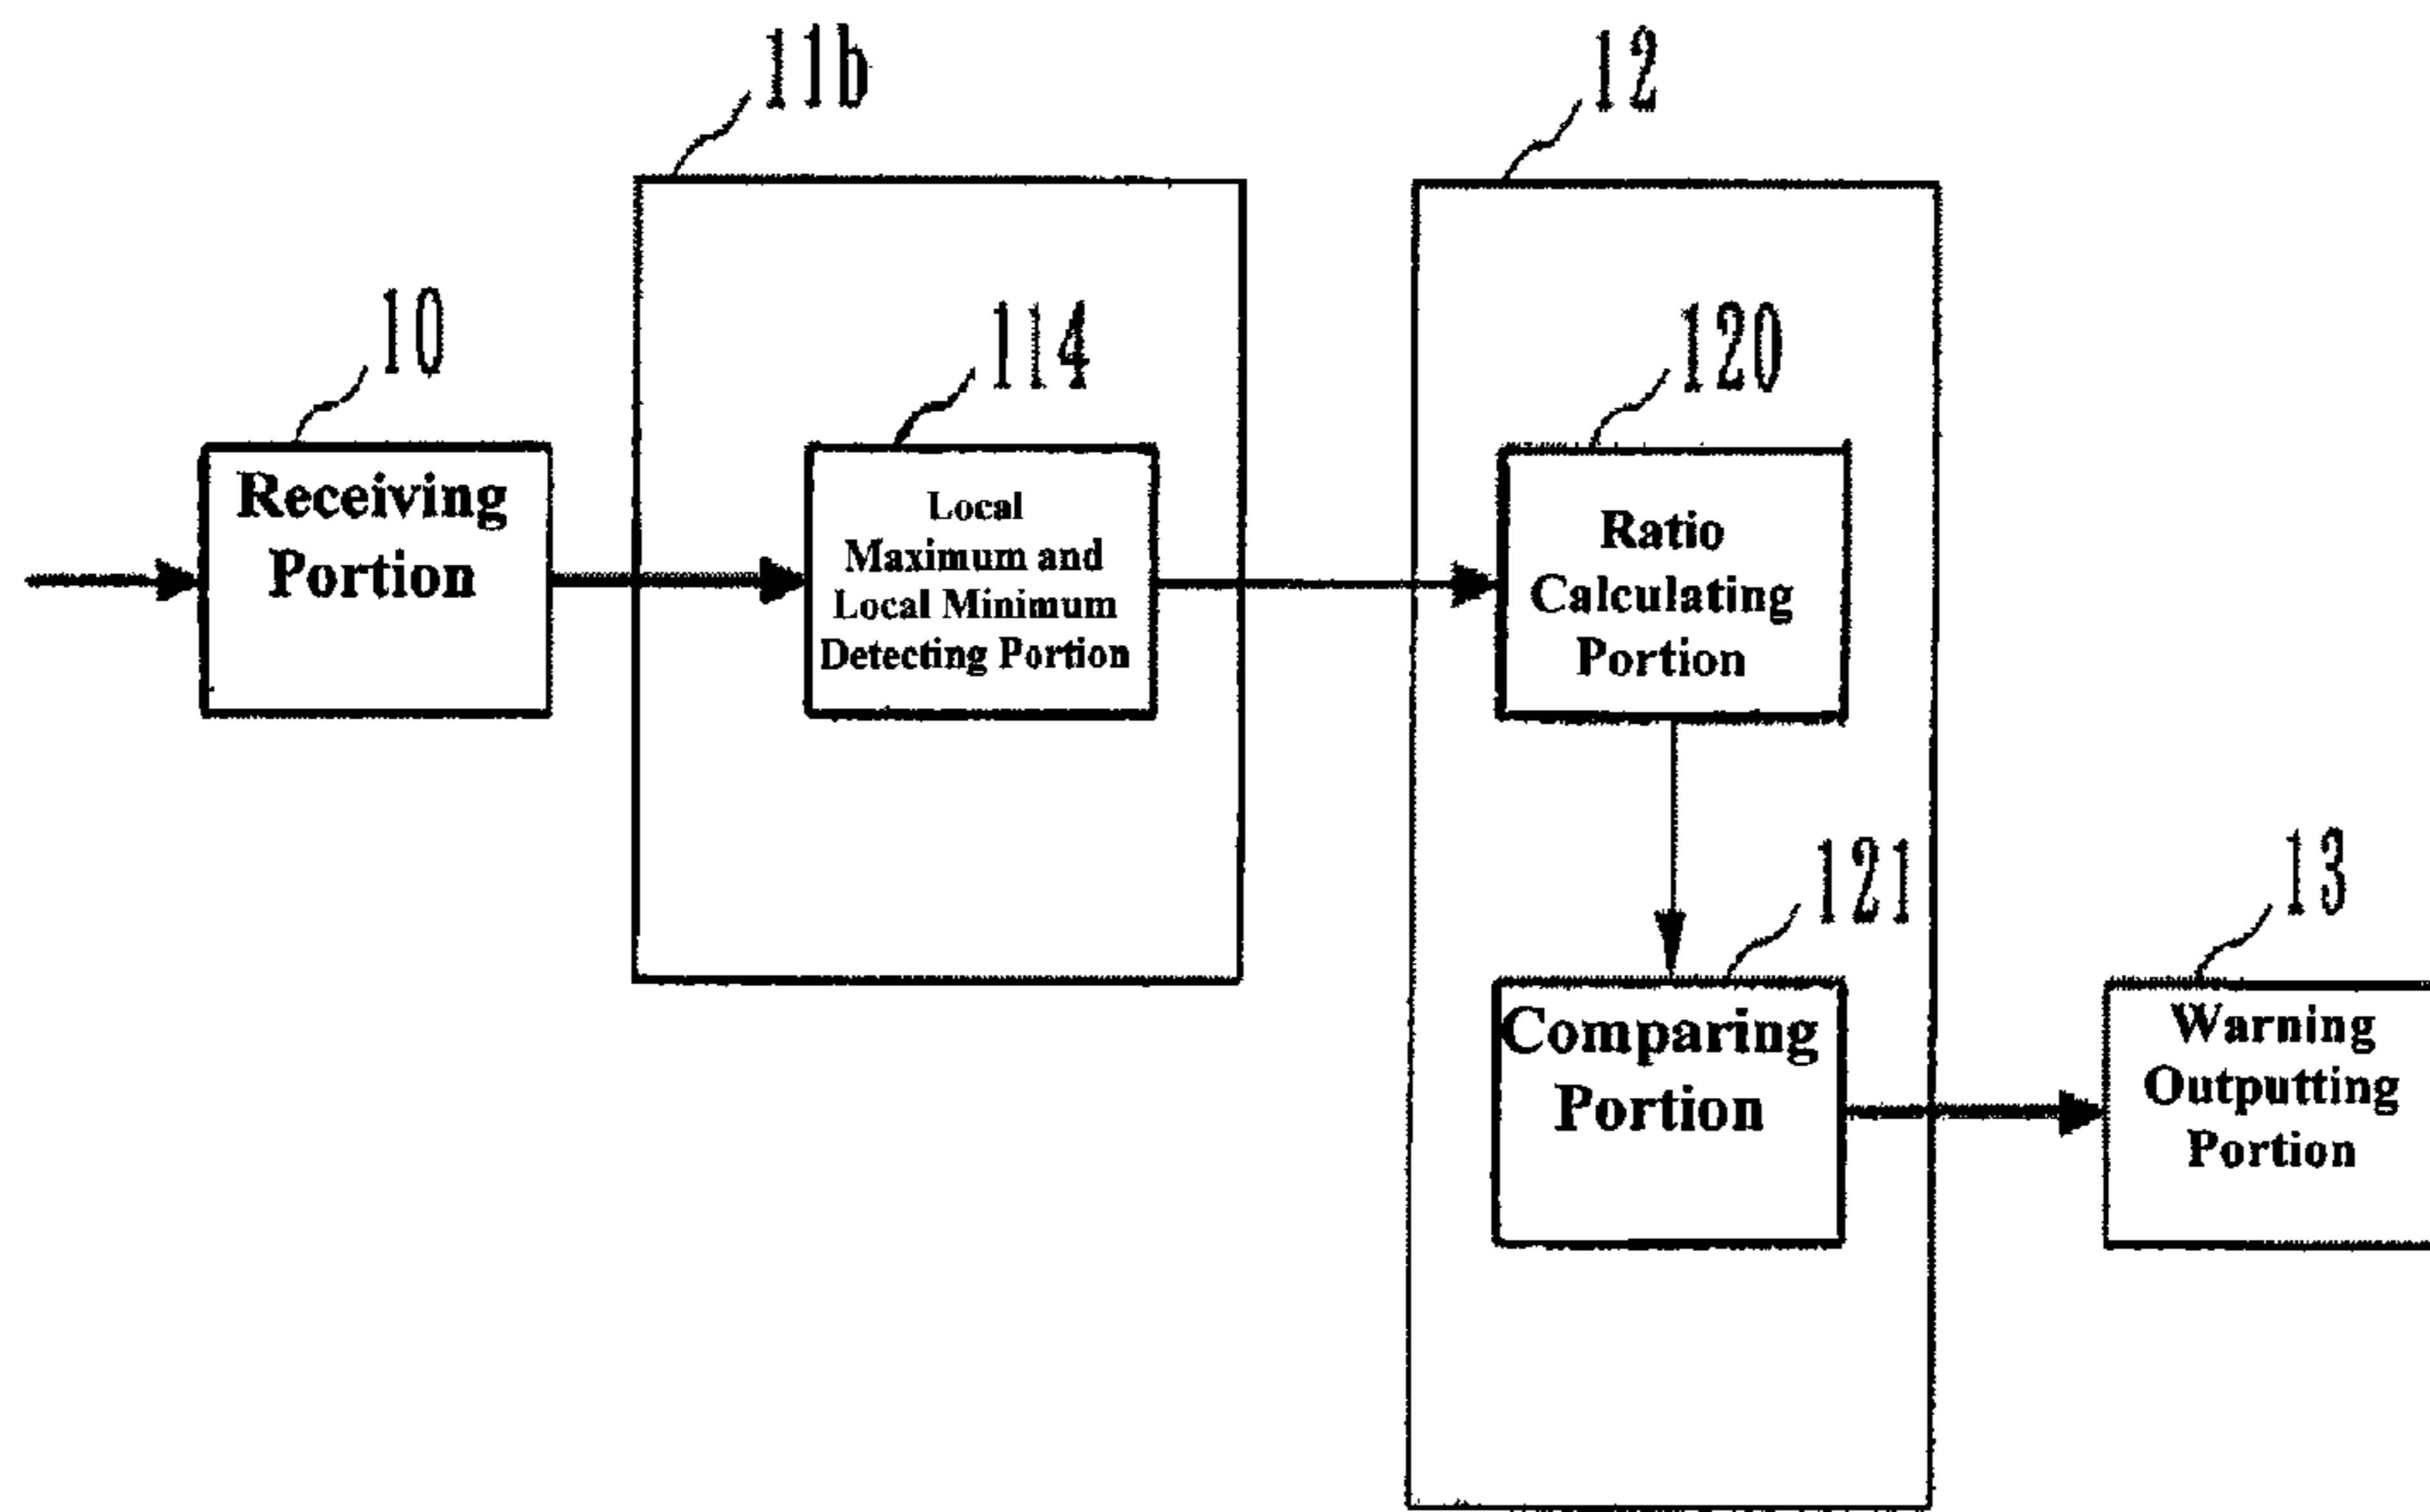 11b
12
10
114
120
Receiving
Portion
Local
Maximum and
Local Minimum
Detecting Portion
Ratio
Calculating
Portion
121
13
Comparing
Portion
Warning
Outputting
Portion